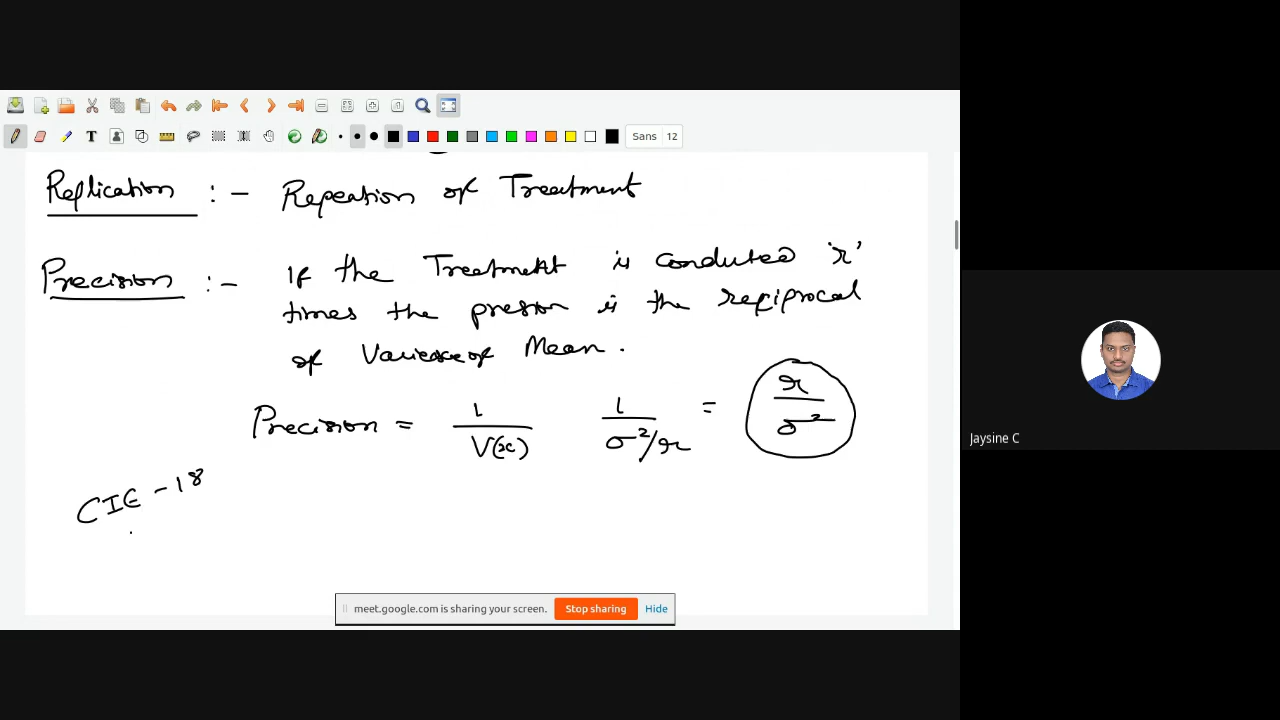 Sans 12
Replication :- Repeation of Treatment
Precision :- If the Treatment is conduted 'r'
times the presion is the reciprocal
of Variance of Mean.
Precision = 1/V(x) 1/σ²/r = r/σ²
CIE - 18
Jaysine C
meet.google.com is sharing your screen. Stop sharing Hide